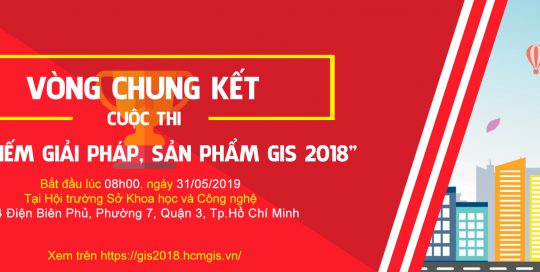 VÒNG CHUNG KẾT
CUỘC THI
GIẢI PHÁP, SẢN PHẨM GIS 2018"
Bắt đầu lúc 08h00, ngày 31/05/2019
Tại Hội trường Sở Khoa học và Công nghệ
Điện Biên Phủ, Phường 7, Quận 3, Tp.Hồ Chí Minh
Xem trên https://gis2018.hcmgis.vn/